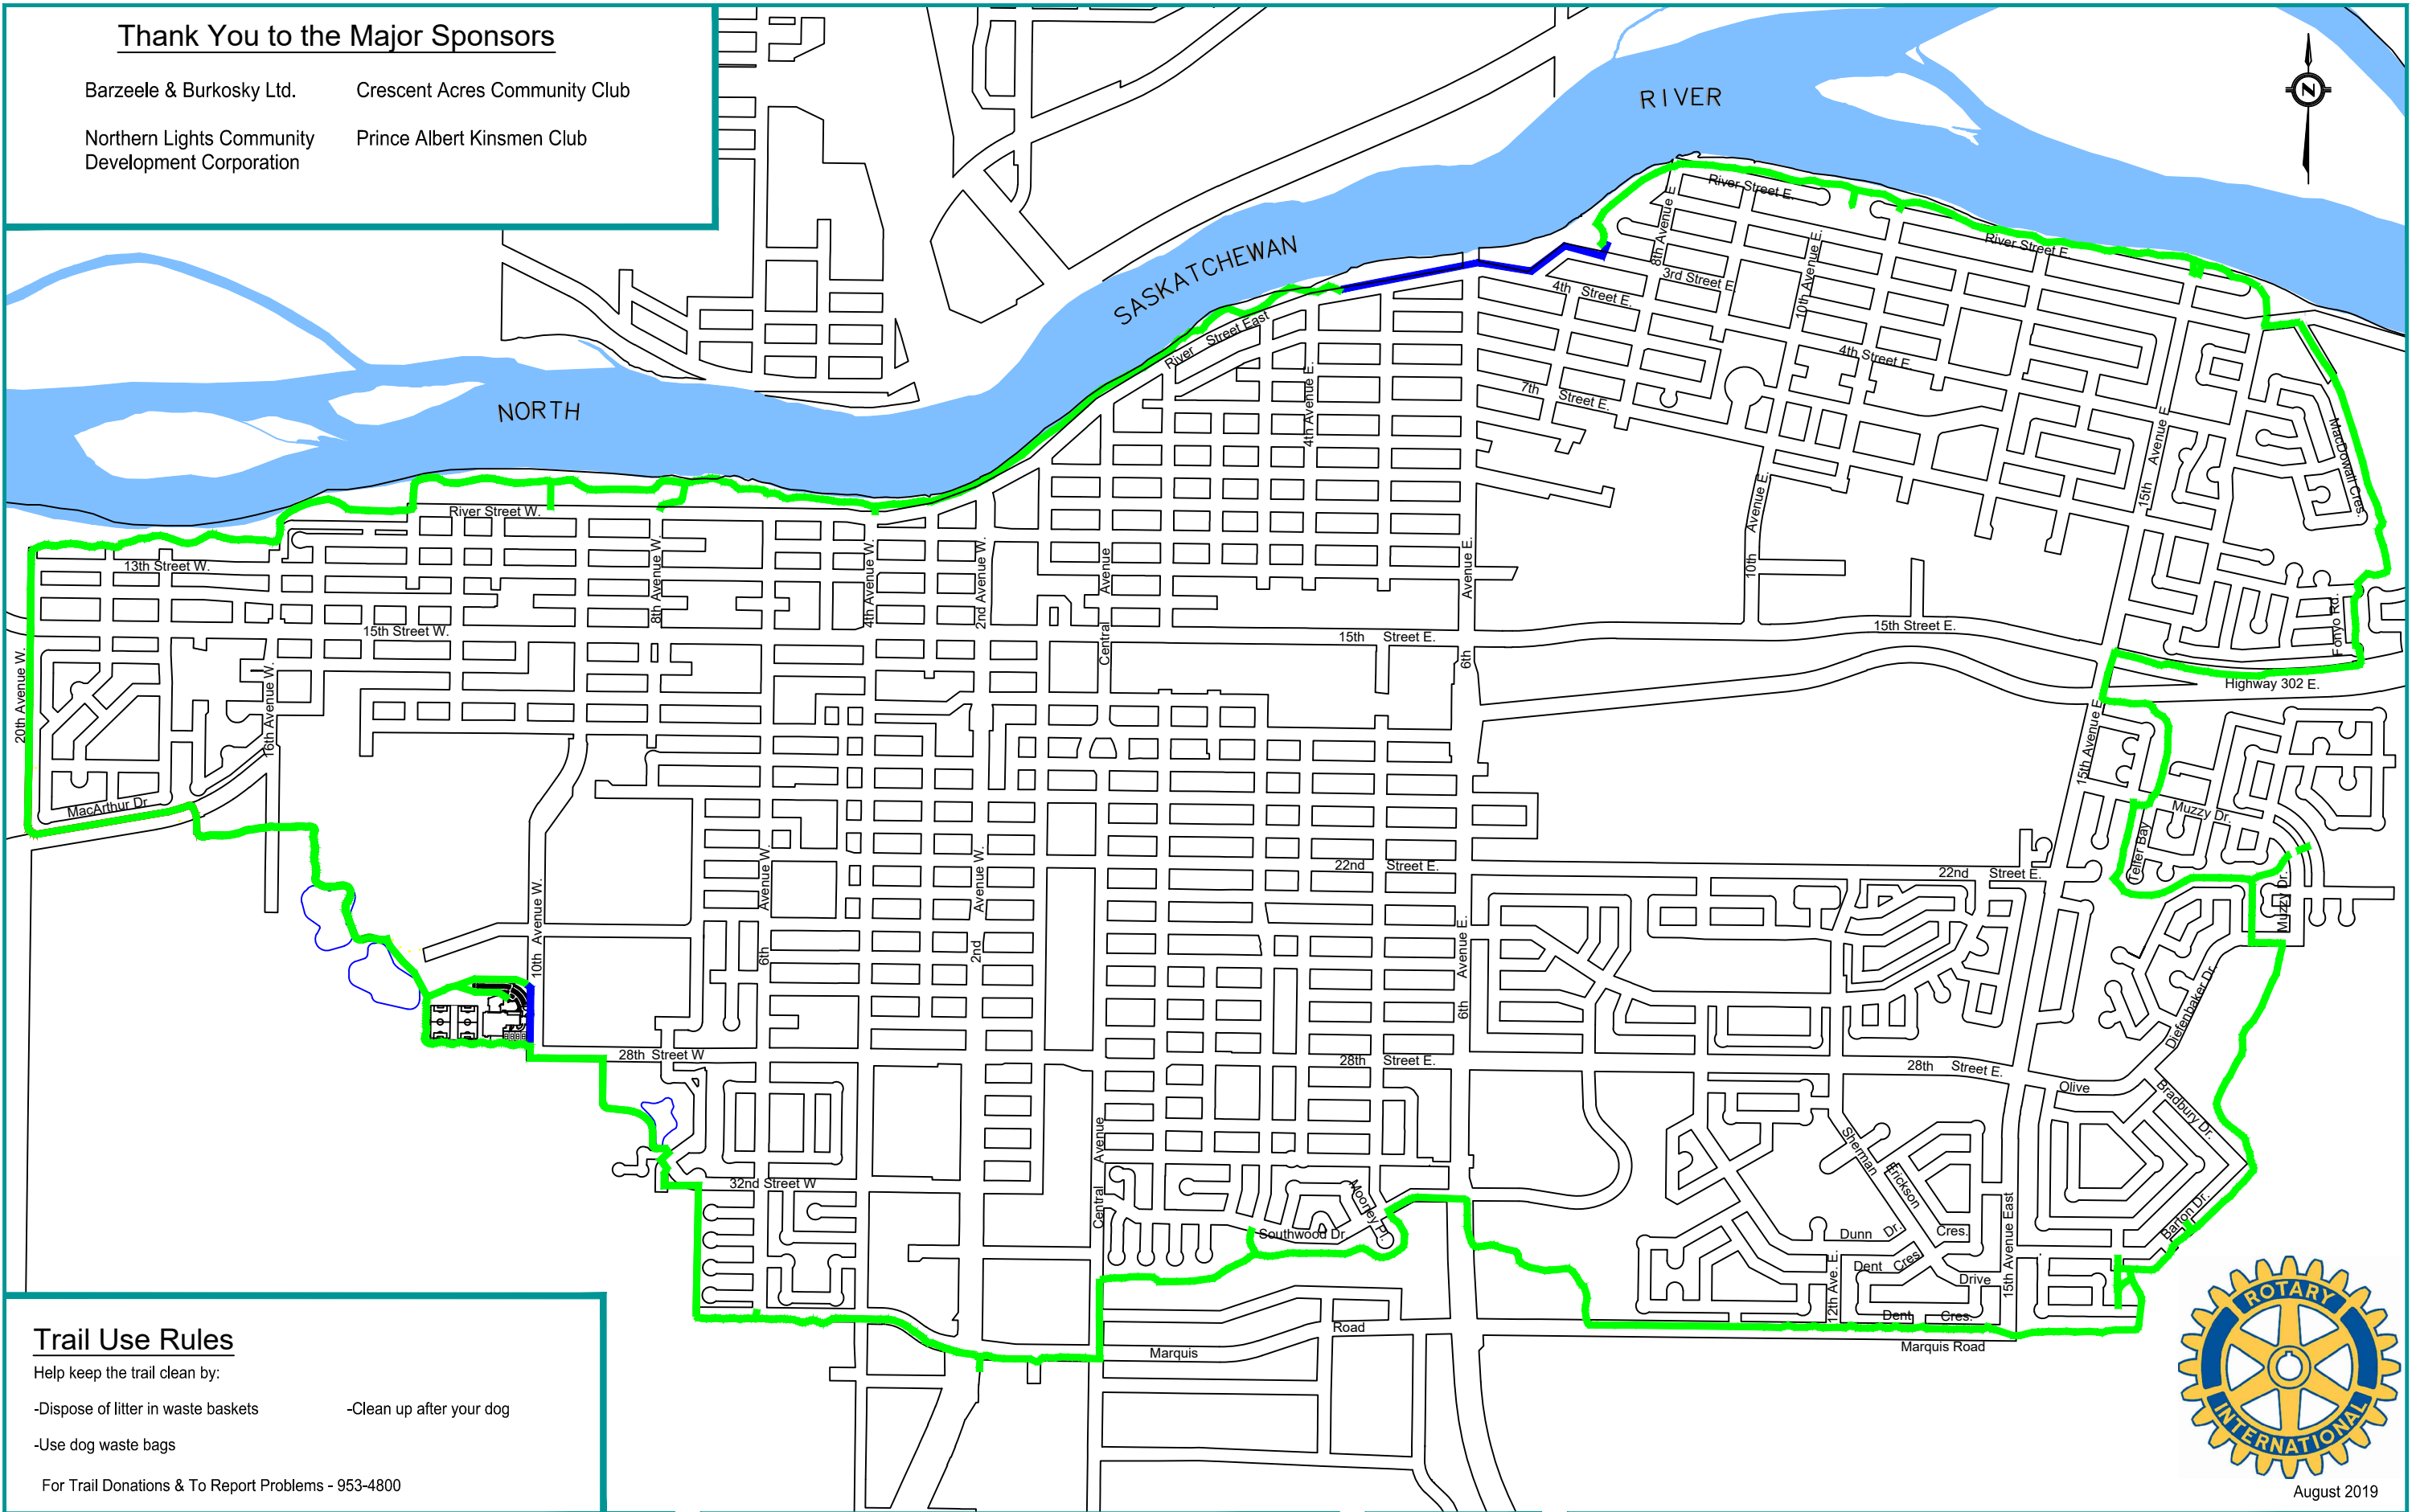 Thank You to the Major Sponsors
Barzeele & Burkosky Ltd.
Crescent Acres Community Club
Northern Lights Community
Development Corporation
Prince Albert Kinsmen Club
N
RIVER
SASKATCHEWAN
NORTH
River Street E.
8th Avenue E
10th Avenue E.
River Street E
3rd Street E
4th Street E.
River Street East
4th Street E.
4th Avenue E.
7th Street E.
15th Avenue E
MacDowall Cres.
River Street W.
10th Avenue E.
13th Street W.
8th Avenue W.
4th Avenue W.
2nd Avenue W.
Central Avenue
6th Avenue E.
Fonyo Rd.
15th Street W.
15th Street E.
15th Street E.
20th Avenue W.
16th Avenue W.
Highway 302 E.
15th Avenue E
MacArthur Dr
Muzzy Dr.
Telfer Bay
22nd Street E.
22nd Street E.
Muzzy Dr.
10th Avenue W.
6th Avenue W.
2nd Avenue W.
6th Avenue E.
Diefenbaker Dr.
28th Street W
28th Street E.
28th Street E.
Olive
Bradbury Dr.
Sherman
Erickson
Cres.
Central Avenue
32nd Street W
Mooney Pl.
Southwood Dr
Dunn Dr.
Barton Dr.
Dent Cres
Drive
12th Ave. E.
15th Avenue East
Dent Cres.
Marquis Road
Marquis Road
Trail Use Rules
Help keep the trail clean by:
-Dispose of litter in waste baskets
-Clean up after your dog
-Use dog waste bags
For Trail Donations & To Report Problems - 953-4800
ROTARY
INTERNATIONAL
August 2019